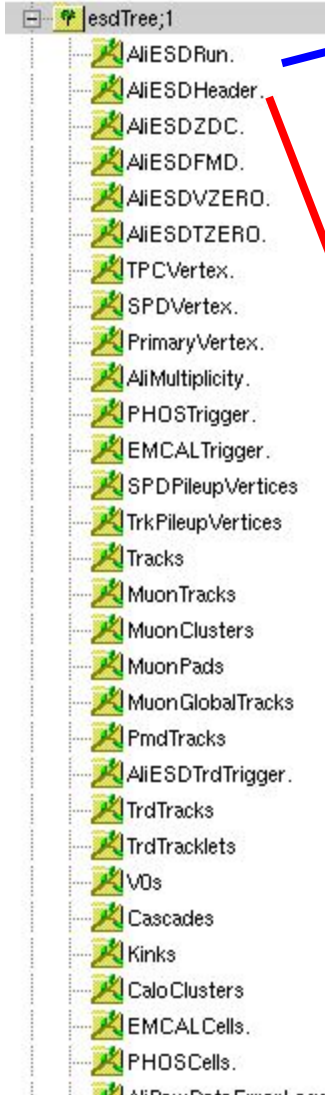 esdTree;1
AliESDRun.
AliESDHeader.
AliESDZDC.
AliESDFMD.
AliESDVZERO.
AliESDTZERO.
TPCVertex.
SPDVertex.
PrimaryVertex.
AliMultiplicity.
PHOSTrigger.
EMCALTrigger.
SPDPileupVertices
TrkPileupVertices
Tracks
MuonTracks
MuonClusters
MuonPads
MuonGlobalTracks
PmdTracks
AliESDTrdTrigger.
TrdTracks
TrdTracklets
V0s
Cascades
Kinks
CaloClusters
EMCALCells.
PHOSCells.